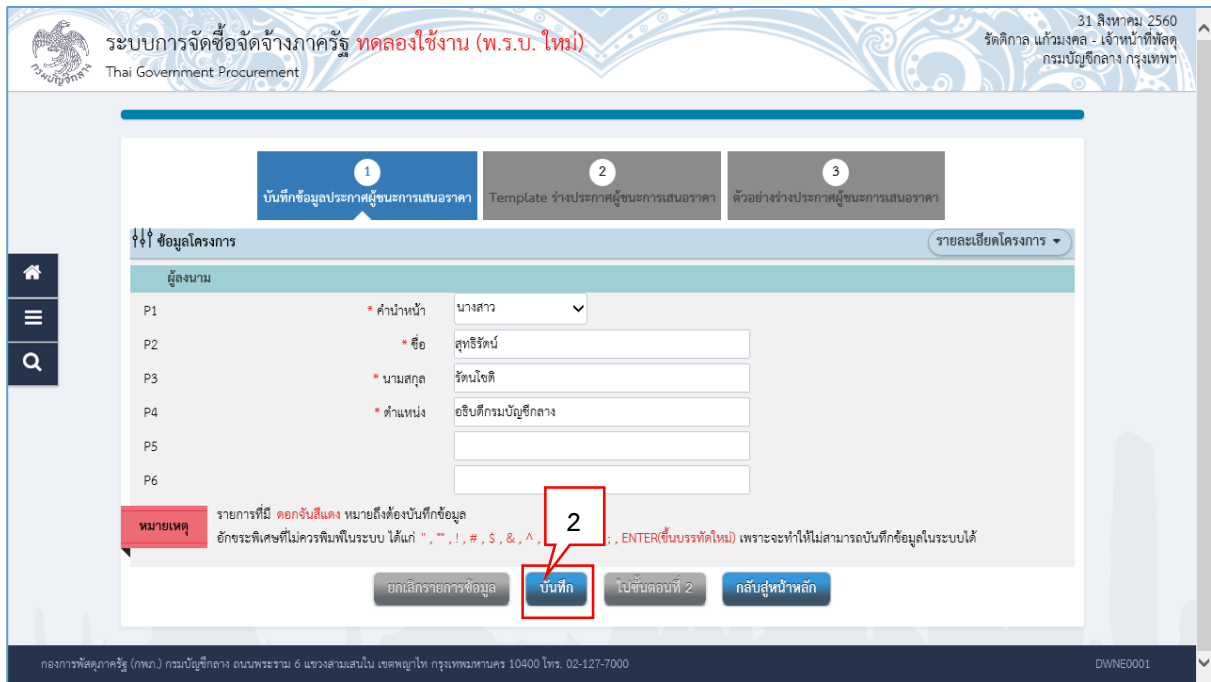 31 สิงหาคม 2560
ระบบการจัดซื้อจัดจ้างภาครัฐ ทดลองใช้งาน (พ.ร.บ. ใหม่)
รัตติกาล แก้วมงคล - เจ้าหน้าที่พัสดุ
กรมบัญชีกลาง กรุงเทพฯ
Thai Government Procurement
กรมบัญชีกลาง
1
บันทึกข้อมูลประกาศผู้ชนะการเสนอราคา
2
Template ร่างประกาศผู้ชนะการเสนอราคา
3
ตัวอย่างร่างประกาศผู้ชนะการเสนอราคา
ข้อมูลโครงการ
รายละเอียดโครงการ
ผู้ลงนาม
P1 * คำนำหน้า นางสาว
P2 * ชื่อ สุทธิรัตน์
P3 * นามสกุล รัตนโชติ
P4 * ตำแหน่ง อธิบดีกรมบัญชีกลาง
P5
P6
หมายเหตุ
รายการที่มี ดอกจันสีแดง หมายถึงต้องบันทึกข้อมูล
อักขระพิเศษที่ไม่ควรพิมพ์ในระบบ ได้แก่ ", "", !, #, $, &, ^, ;, ENTER(ขึ้นบรรทัดใหม่) เพราะจะทำให้ไม่สามารถบันทึกข้อมูลในระบบได้
2
ยกเลิกรายการข้อมูล บันทึก ไปขั้นตอนที่ 2 กลับสู่หน้าหลัก
กองการพัสดุภาครัฐ (กพภ.) กรมบัญชีกลาง ถนนพระราม 6 แขวงสามเสนใน เขตพญาไท กรุงเทพมหานคร 10400 โทร. 02-127-7000
DWNE0001